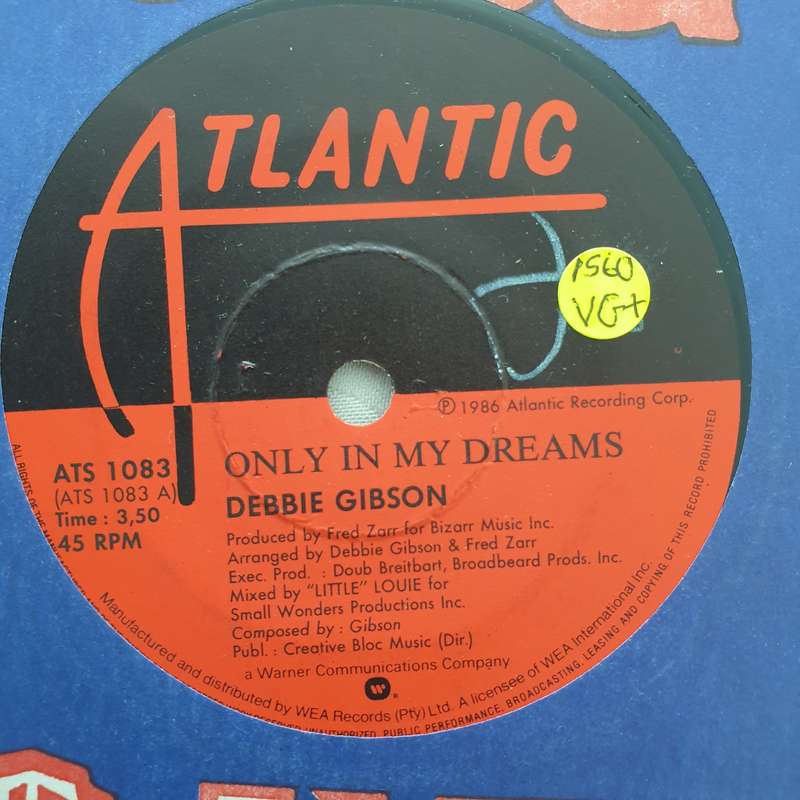 ATLANTIC
1560
VG+
℗ 1986 Atlantic Recording Corp.
ATS 1083
(ATS 1083 A)
Time : 3,50
45 RPM
ONLY IN MY DREAMS
DEBBIE GIBSON
Produced by Fred Zarr for Bizarr Music Inc.
Arranged by Debbie Gibson & Fred Zarr
Exec. Prod. : Doub Breitbart, Broadbeard Prods. Inc.
Mixed by "LITTLE" LOUIE for
Small Wonders Productions Inc.
Composed by : Gibson
Publ. : Creative Bloc Music (Dir.)
a Warner Communications Company
Manufactured and distributed by WEA Records (Pty) Ltd. A licensee of WEA International Inc.
ALL RIGHTS OF THE
UNAUTHORIZED PUBLIC PERFORMANCE, BROADCASTING, LEASING AND COPYING OF THIS RECORD PROHIBITED